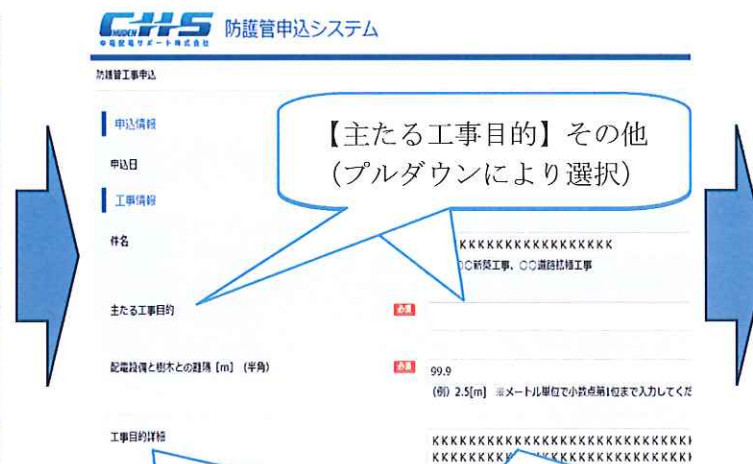 CHS
CHUDEN
中電配電サポート株式会社
防護管申込システム
防護管工事申込
申込情報
【主たる工事目的】その他
(プルダウンにより選択)
申込日
工事情報
件名
KKKKKKKKKKKKKKKKKK
○新築工事、○○道路拡幅工事
主たる工事目的
必須
配電設備と樹木との離隔 [m] (半角)
必須
99.9
(例) 2.5[m] ※メートル単位で小数点第1位まで入力してくだ
工事目的詳細
KKKKKKKKKKKKKKKKKKKKKKKKKKKKK
KKKKKKKK
KKKKKKKKKKKKKKKKKK